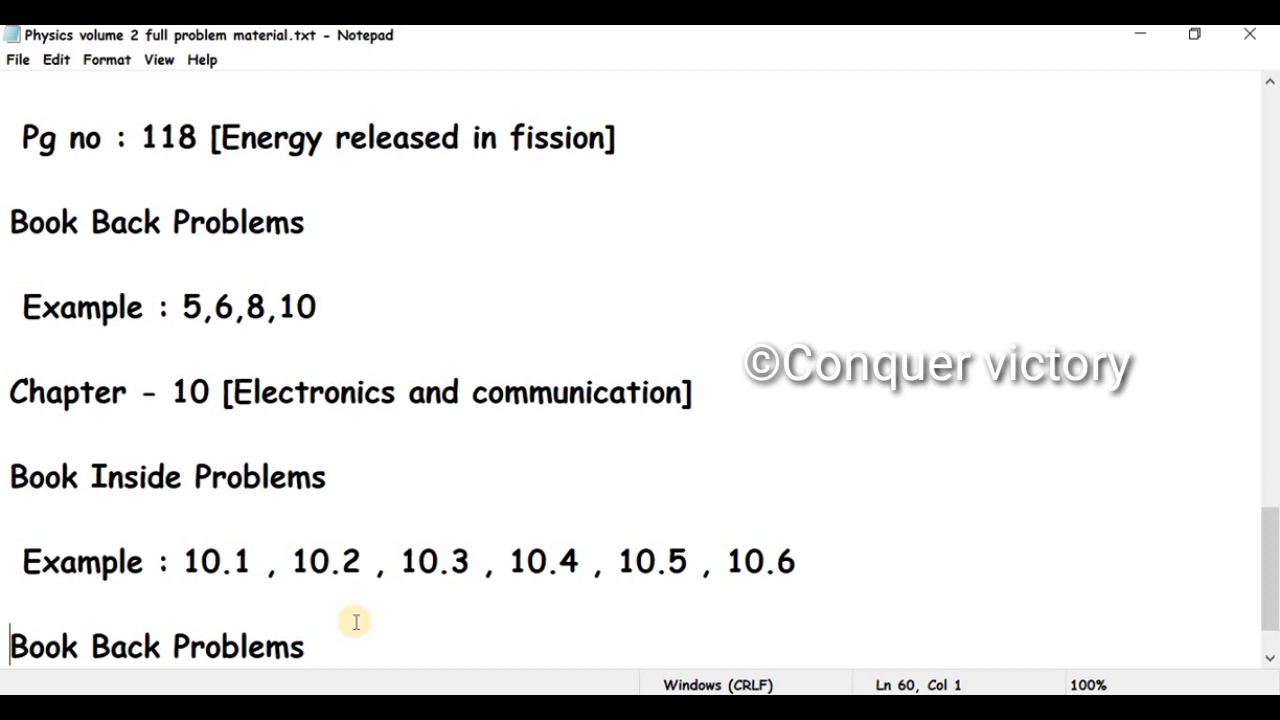 Physics volume 2 full problem material.txt - Notepad
File Edit Format View Help
Pg no : 118 [Energy released in fission]
Book Back Problems
Example : 5,6,8,10
©Conquer victory
Chapter - 10 [Electronics and communication]
Book Inside Problems
Example : 10.1 , 10.2 , 10.3 , 10.4 , 10.5 , 10.6
Book Back Problems
Windows (CRLF) Ln 60, Col 1 100%